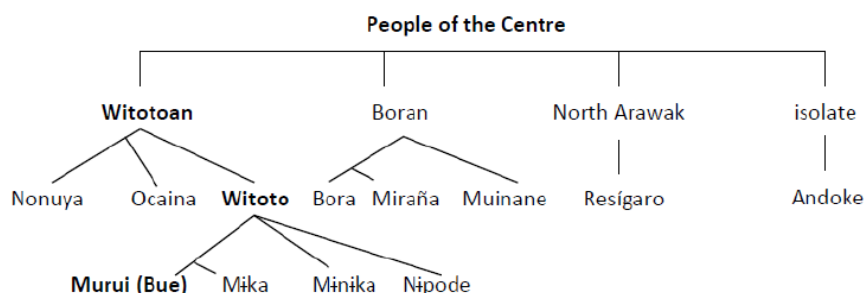 People of the Centre
Witotoan Boran North Arawak isolate
Nonuya Ocaina Witoto Bora Miraña Muinane Resígaro Andoke
Murui (Bue) Mɨka Mɨnɨka Nɨpode